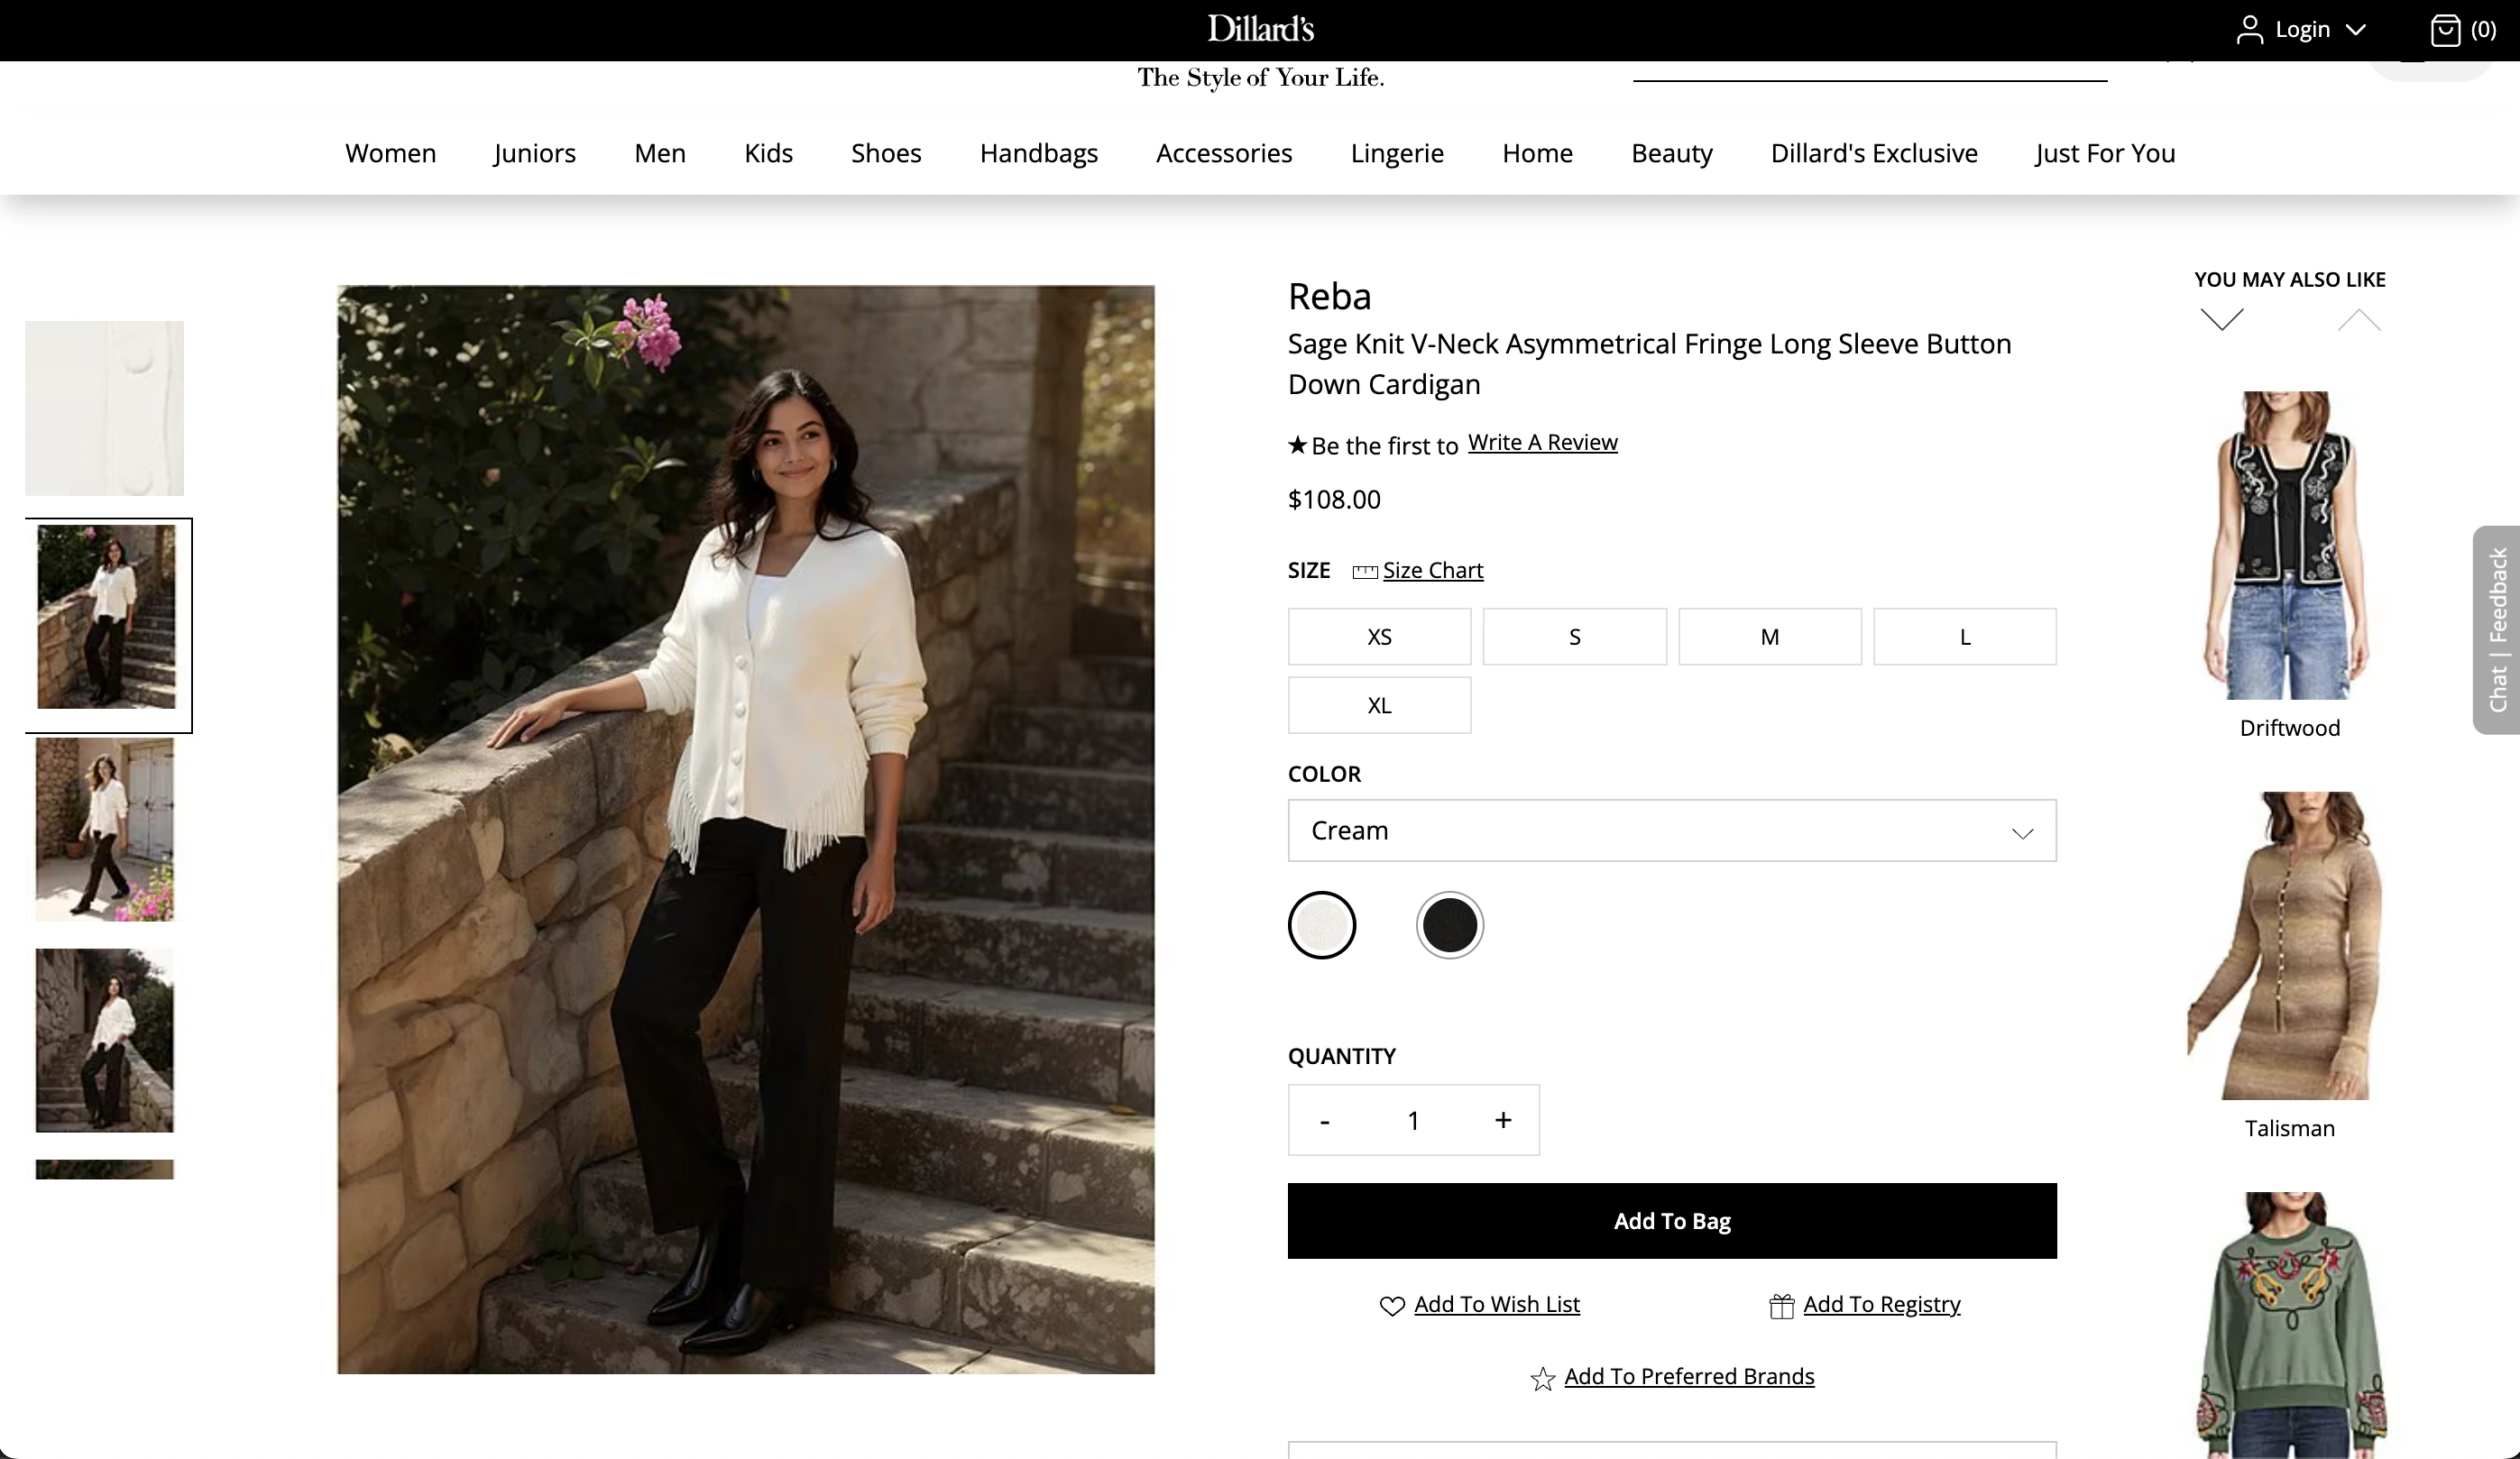 Dillard's
Login
(0)
The Style of Your Life.
Women Juniors Men Kids Shoes Handbags Accessories Lingerie Home Beauty Dillard's Exclusive Just For You
Reba
Sage Knit V-Neck Asymmetrical Fringe Long Sleeve Button
Down Cardigan
★ Be the first to Write A Review
$108.00
SIZE Size Chart
XS S M L
XL
COLOR
Cream
QUANTITY
- 1 +
Add To Bag
Add To Wish List Add To Registry
Add To Preferred Brands
YOU MAY ALSO LIKE
Driftwood
Talisman
Chat | Feedback